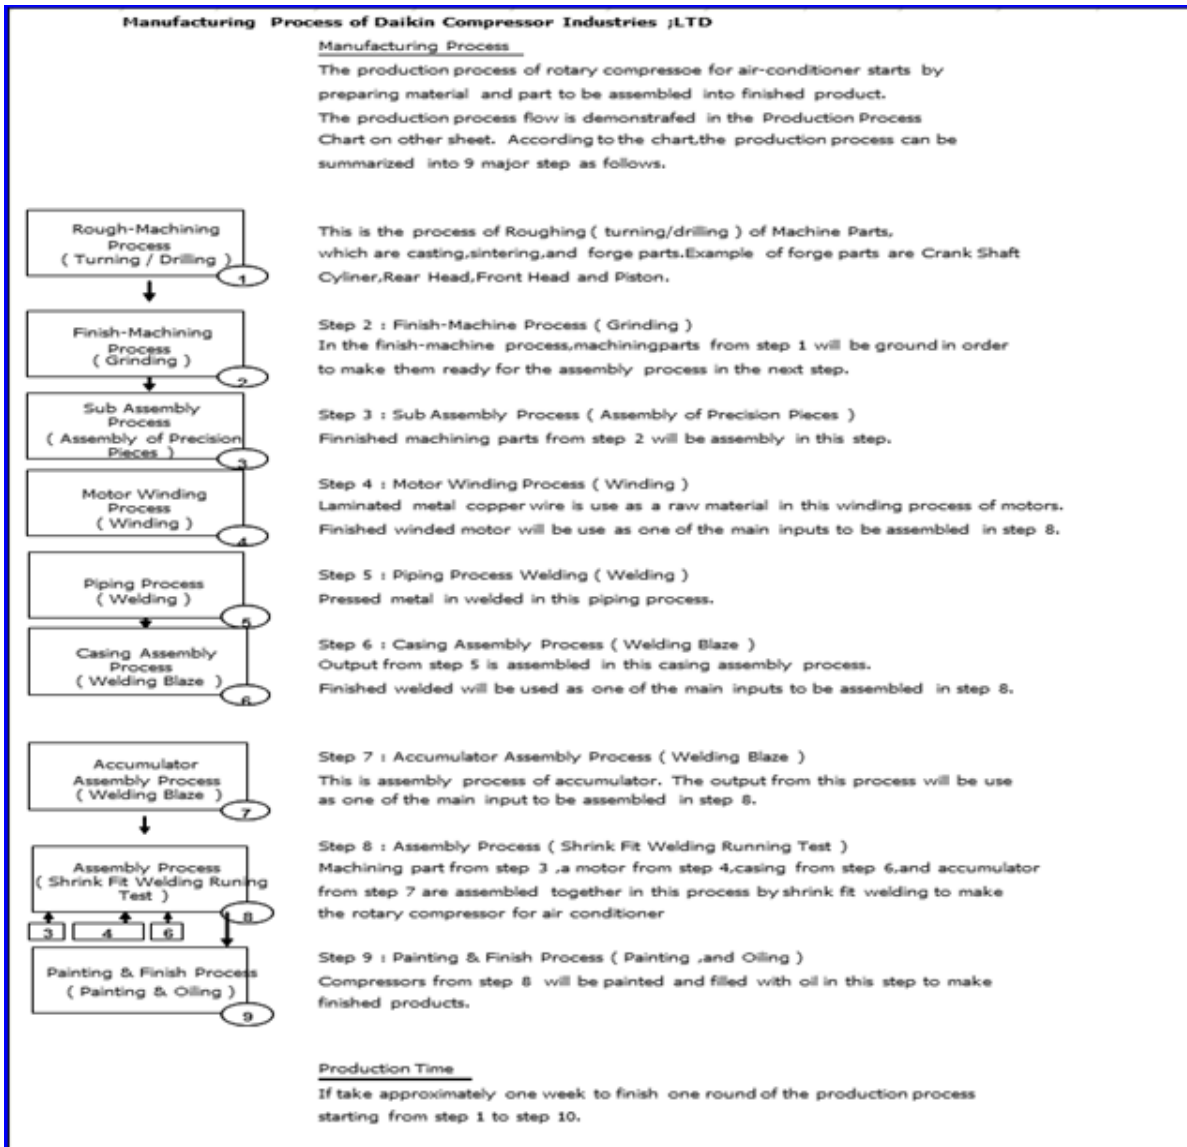 Manufacturing Process of Daikin Compressor Industries ;LTD
Manufacturing Process
The production process of rotary compressoe for air-conditioner starts by
preparing material and part to be assembled into finished product.
The production process flow is demonstrafed in the Production Process
Chart on other sheet. According to the chart,the production process can be
summarized into 9 major step as follows.
Rough-Machining
Process
( Turning / Drilling )
1
This is the process of Roughing ( turning/drilling ) of Machine Parts,
which are casting,sintering,and forge parts.Example of forge parts are Crank Shaft
Cyliner,Rear Head,Front Head and Piston.
Finish-Machining
Process
( Grinding )
2
Step 2 : Finish-Machine Process ( Grinding )
In the finish-machine process,machiningparts from step 1 will be ground in order
to make them ready for the assembly process in the next step.
Sub Assembly
Process
( Assembly of Precision
Pieces )
3
Step 3 : Sub Assembly Process ( Assembly of Precision Pieces )
Finnished machining parts from step 2 will be assembly in this step.
Motor Winding
Process
( Winding )
4
Step 4 : Motor Winding Process ( Winding )
Laminated metal copper wire is use as a raw material in this winding process of motors.
Finished winded motor will be use as one of the main inputs to be assembled in step 8.
Piping Process
( Welding )
5
Step 5 : Piping Process Welding ( Welding )
Pressed metal in welded in this piping process.
Casing Assembly
Process
( Welding Blaze )
6
Step 6 : Casing Assembly Process ( Welding Blaze )
Output from step 5 is assembled in this casing assembly process.
Finished welded will be used as one of the main inputs to be assembled in step 8.
Accumulator
Assembly Process
( Welding Blaze )
7
Step 7 : Accumulator Assembly Process ( Welding Blaze )
This is assembly process of accumulator. The output from this process will be use
as one of the main input to be assembled in step 8.
Assembly Process
( Shrink Fit Welding Runing
Test )
8
3 4 6
Step 8 : Assembly Process ( Shrink Fit Welding Running Test )
Machining part from step 3 ,a motor from step 4,casing from step 6,and accumulator
from step 7 are assembled together in this process by shrink fit welding to make
the rotary compressor for air conditioner
Painting & Finish Process
( Painting & Oiling )
9
Step 9 : Painting & Finish Process ( Painting ,and Oiling )
Compressors from step 8 will be painted and filled with oil in this step to make
finished products.
Production Time
If take approximately one week to finish one round of the production process
starting from step 1 to step 10.